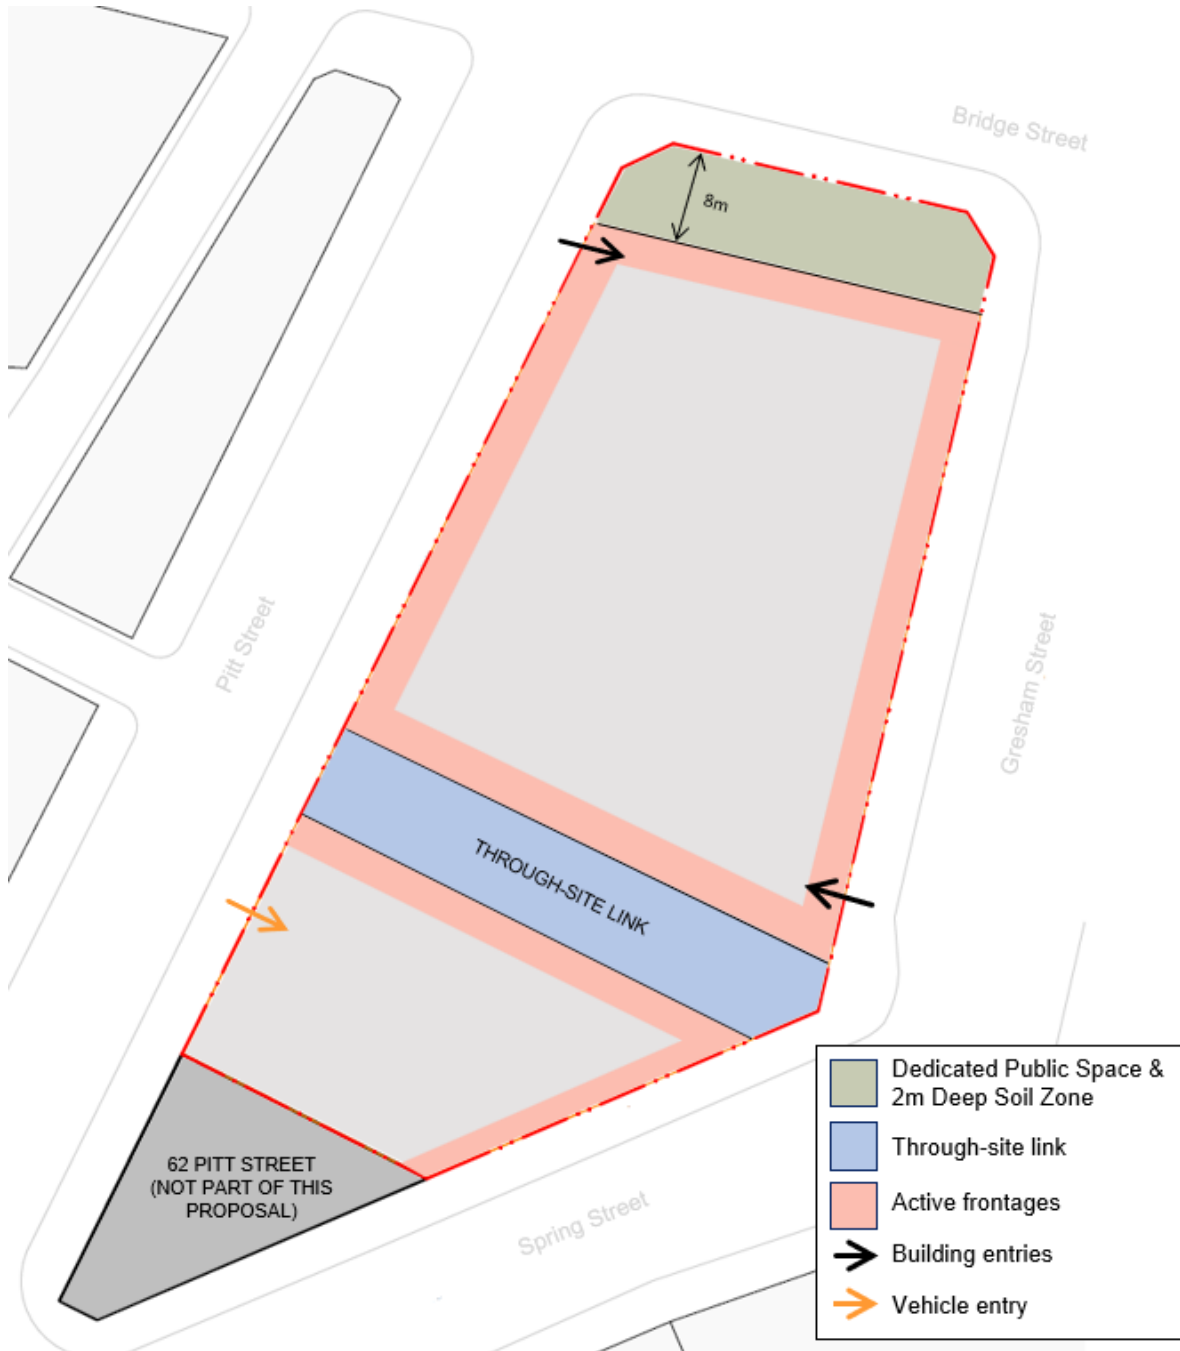 Bridge Street
8m
Pitt Street
Gresham Street
THROUGH-SITE LINK
62 PITT STREET
(NOT PART OF THIS
PROPOSAL)
Spring Street
Dedicated Public Space &
2m Deep Soil Zone
Through-site link
Active frontages
Building entries
Vehicle entry